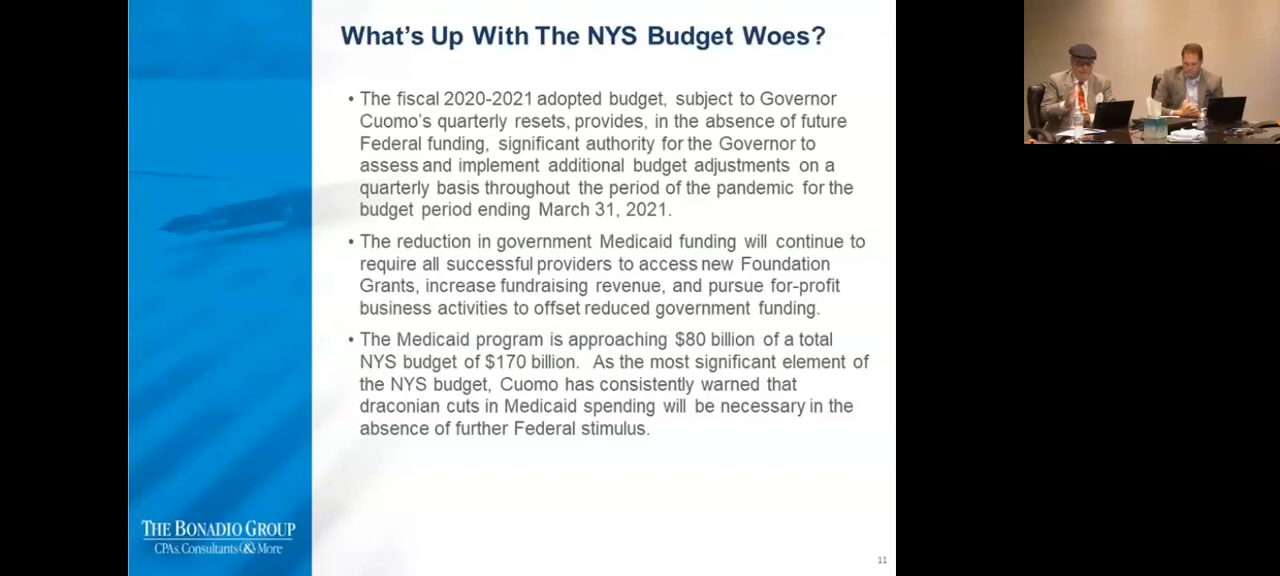 What's Up With The NYS Budget Woes?
• The fiscal 2020-2021 adopted budget, subject to Governor
Cuomo's quarterly resets, provides, in the absence of future
Federal funding, significant authority for the Governor to
assess and implement additional budget adjustments on a
quarterly basis throughout the period of the pandemic for the
budget period ending March 31, 2021.
• The reduction in government Medicaid funding will continue to
require all successful providers to access new Foundation
Grants, increase fundraising revenue, and pursue for-profit
business activities to offset reduced government funding.
• The Medicaid program is approaching $80 billion of a total
NYS budget of $170 billion. As the most significant element of
the NYS budget, Cuomo has consistently warned that
draconian cuts in Medicaid spending will be necessary in the
absence of further Federal stimulus.
THE BONADIO GROUP
CPAs, Consultants & More
11